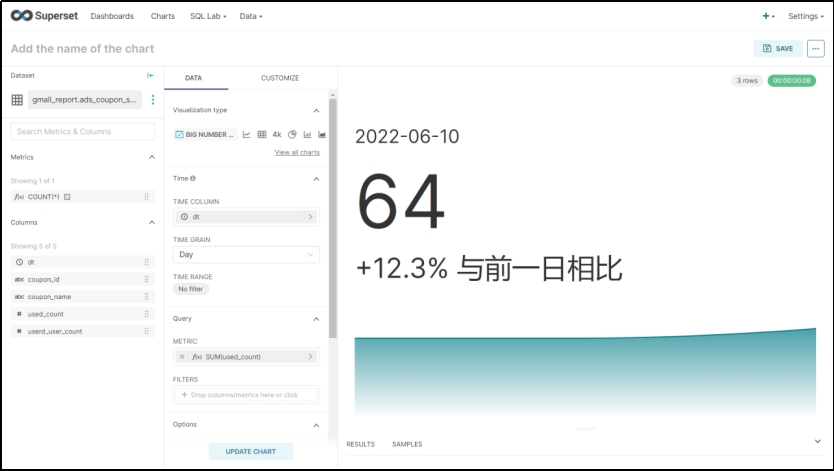 Superset Dashboards Charts SQL Lab Data Settings
Add the name of the chart SAVE
Dataset
gmall_report.ads_coupon_s...
Search Metrics & Columns
Metrics
Showing 1 of 1
f(x) COUNT(*)
Columns
Showing 5 of 5
dt
abc coupon_id
abc coupon_name
# used_count
# userd_user_count
DATA CUSTOMIZE
Visualization type
BIG NUMBER ... 4k
View all charts
Time
TIME COLUMN
dt
TIME GRAIN
Day
TIME RANGE
No filter
Query
METRIC
f(x) SUM(used_count)
FILTERS
+ Drop columns/metrics here or click
Options
UPDATE CHART
3 rows 00:00:00.08
2022-06-10
64
+12.3% 与前一日相比
RESULTS SAMPLES